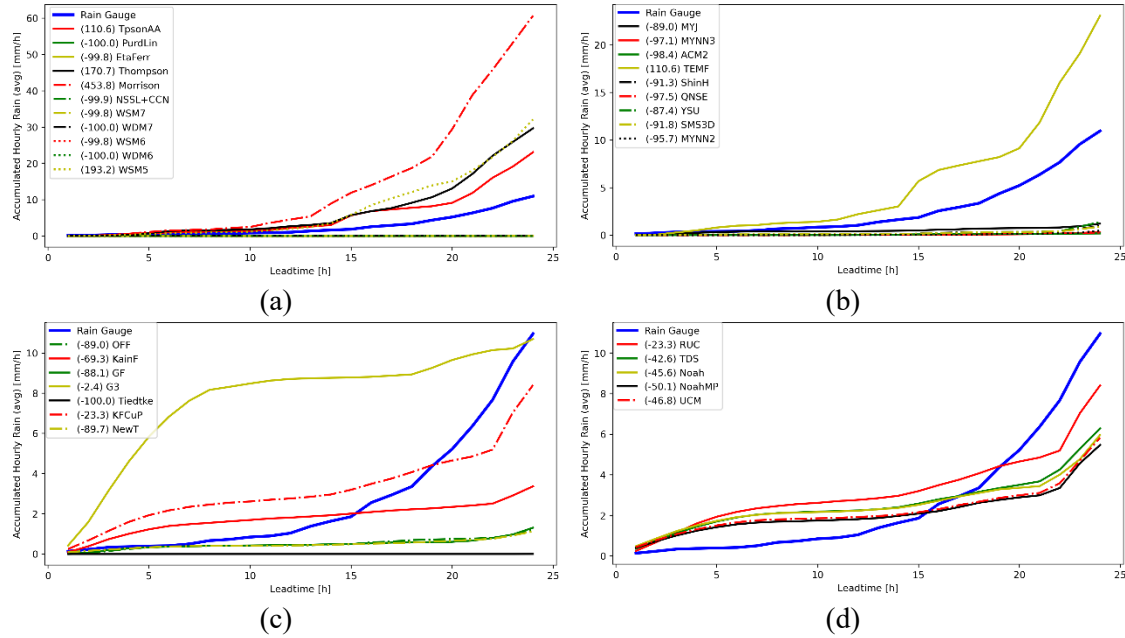 Accumulated Hourly Rain (avg) [mm/h]
60
50
40
30
20
10
0
Rain Gauge
(110.6) TpsonAA
(-100.0) PurdLin
(-99.8) EtaFerr
(170.7) Thompson
(453.8) Morrison
(-99.9) NSSL+CCN
(-99.8) WSM7
(-100.0) WDM7
(-99.8) WSM6
(-100.0) WDM6
(193.2) WSM5
0 5 10 15 20 25
Leadtime [h]
(a)
Accumulated Hourly Rain (avg) [mm/h]
20
15
10
5
0
Rain Gauge
(-89.0) MYJ
(-97.1) MYNN3
(-98.4) ACM2
(110.6) TEMF
(-91.3) ShinH
(-97.5) QNSE
(-87.4) YSU
(-91.8) SMS3D
(-95.7) MYNN2
0 5 10 15 20 25
Leadtime [h]
(b)
Accumulated Hourly Rain (avg) [mm/h]
10
8
6
4
2
0
Rain Gauge
(-89.0) OFF
(-69.3) KainF
(-88.1) GF
(-2.4) G3
(-100.0) Tiedtke
(-23.3) KFCuP
(-89.7) NewT
0 5 10 15 20 25
Leadtime [h]
(c)
Accumulated Hourly Rain (avg) [mm/h]
10
8
6
4
2
0
Rain Gauge
(-23.3) RUC
(-42.6) TDS
(-45.6) Noah
(-50.1) NoahMP
(-46.8) UCM
0 5 10 15 20 25
Leadtime [h]
(d)